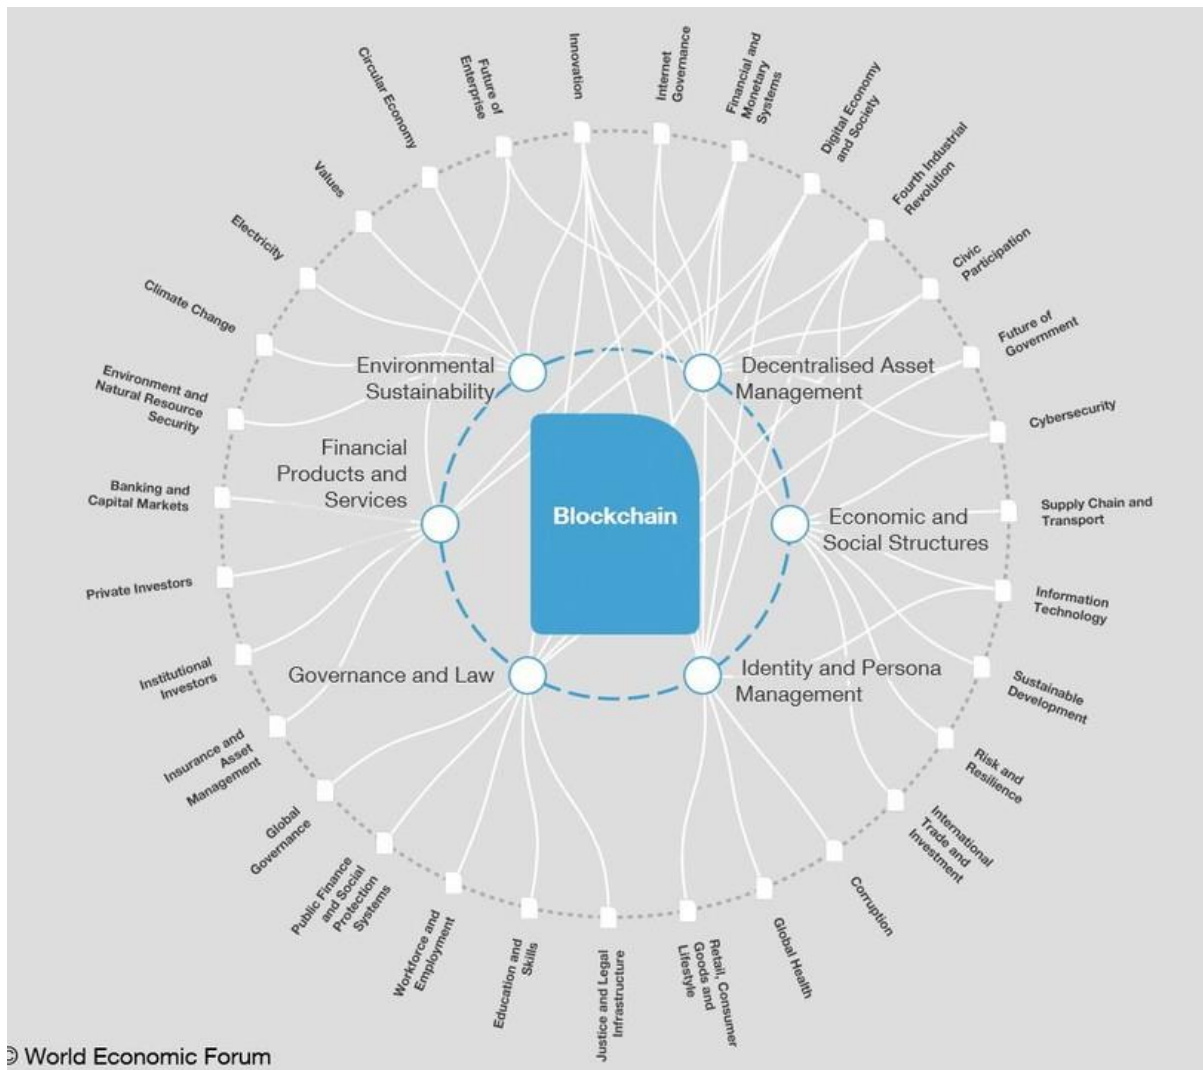 Innovation
Internet
Governance
Financial and
Monetary
Systems
Digital Economy
and Society
Fourth Industrial
Revolution
Civic
Participation
Future of
Government
Cybersecurity
Supply Chain and
Transport
Information
Technology
Sustainable
Development
Risk and
Resilience
International
Trade and
Investment
Corruption
Global Health
Retail, Consumer
Goods and
Lifestyle
Justice and Legal
Infrastructure
Education and
Skills
Workforce and
Employment
Public Finance
and Social
Protection
Systems
Global
Governance
Insurance and
Asset
Management
Institutional
Investors
Private Investors
Banking and
Capital Markets
Environment and
Natural Resource
Security
Climate Change
Electricity
Values
Circular Economy
Future of
Enterprise
Environmental
Sustainability
Decentralised Asset
Management
Financial
Products and
Services
Blockchain
Economic and
Social Structures
Governance and Law
Identity and Persona
Management
© World Economic Forum